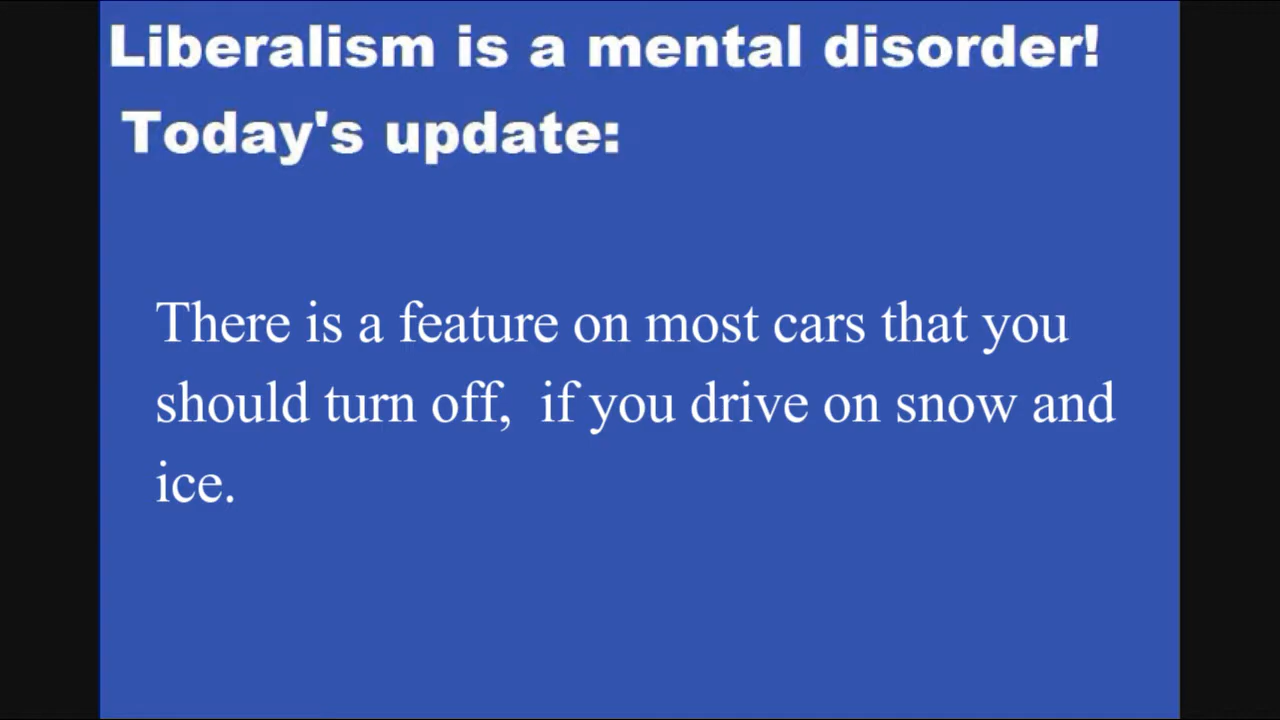 Liberalism is a mental disorder!
Today's update:
There is a feature on most cars that you
should turn off,  if you drive on snow and
ice.